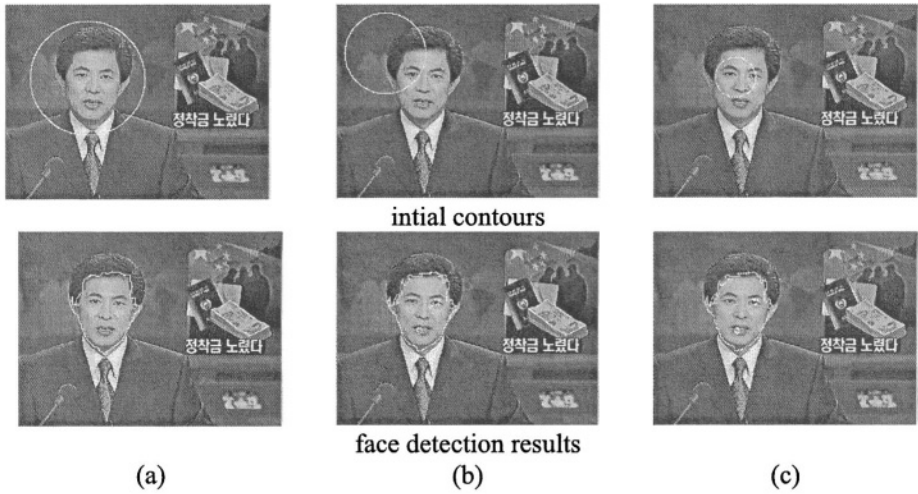 정착금 노렸다
정착금 노렸다
정착금 노렸다
intial contours
정착금 노렸다
정착금 노렸다
정착금 노렸다
face detection results
(a)
(b)
(c)